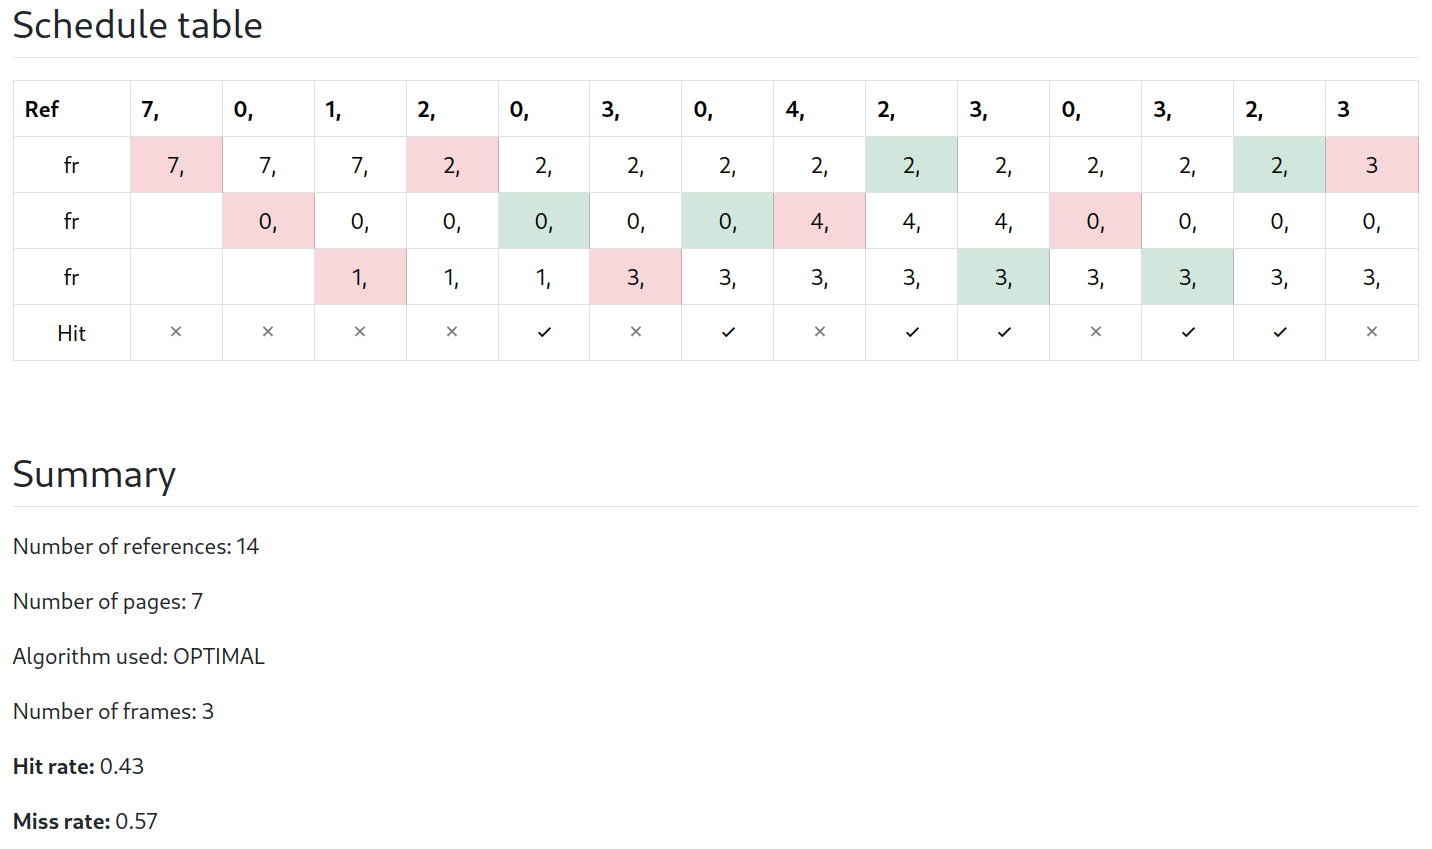 Schedule table
Ref 7, 0, 1, 2, 0, 3, 0, 4, 2, 3, 0, 3, 2, 3
fr 7, 7, 7, 2, 2, 2, 2, 2, 2, 2, 2, 2, 2, 3
fr 0, 0, 0, 0, 0, 0, 4, 4, 4, 0, 0, 0, 0,
fr 1, 1, 1, 3, 3, 3, 3, 3, 3, 3, 3, 3,
Hit × × × × ✓ × ✓ × ✓ ✓ × ✓ ✓ ×
Summary
Number of references: 14
Number of pages: 7
Algorithm used: OPTIMAL
Number of frames: 3
Hit rate: 0.43
Miss rate: 0.57